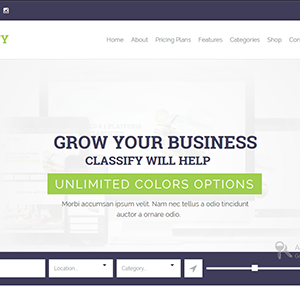 Y
Home About Pricing Plans Features Categories Shop Con
GROW YOUR BUSINESS
CLASSIFY WILL HELP
UNLIMITED COLORS OPTIONS
Morbi accumsan ipsum velit. Nam nec tellus a odio tincidunt
auctor a ornare odio.
A
G
Location... Category...